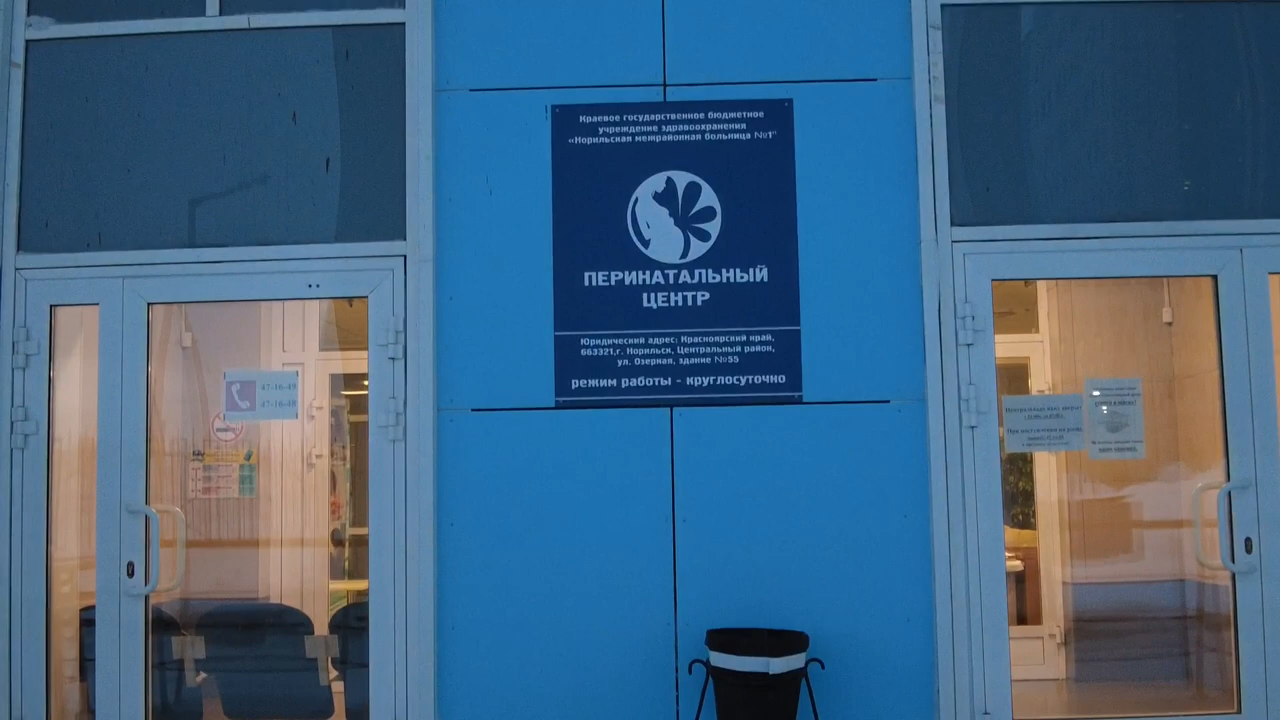 Краевое государственное бюджетное
учреждение здравоохранения
«Норильская межрайонная больница №1"
ПЕРИНАТАЛЬНЫЙ
ЦЕНТР
Юридический адрес: Красноярский край,
663321,г. Норильск, Центральный район,
ул. Озерная, здание №55
режим работы - круглосуточно
47-16-49
47-16-48